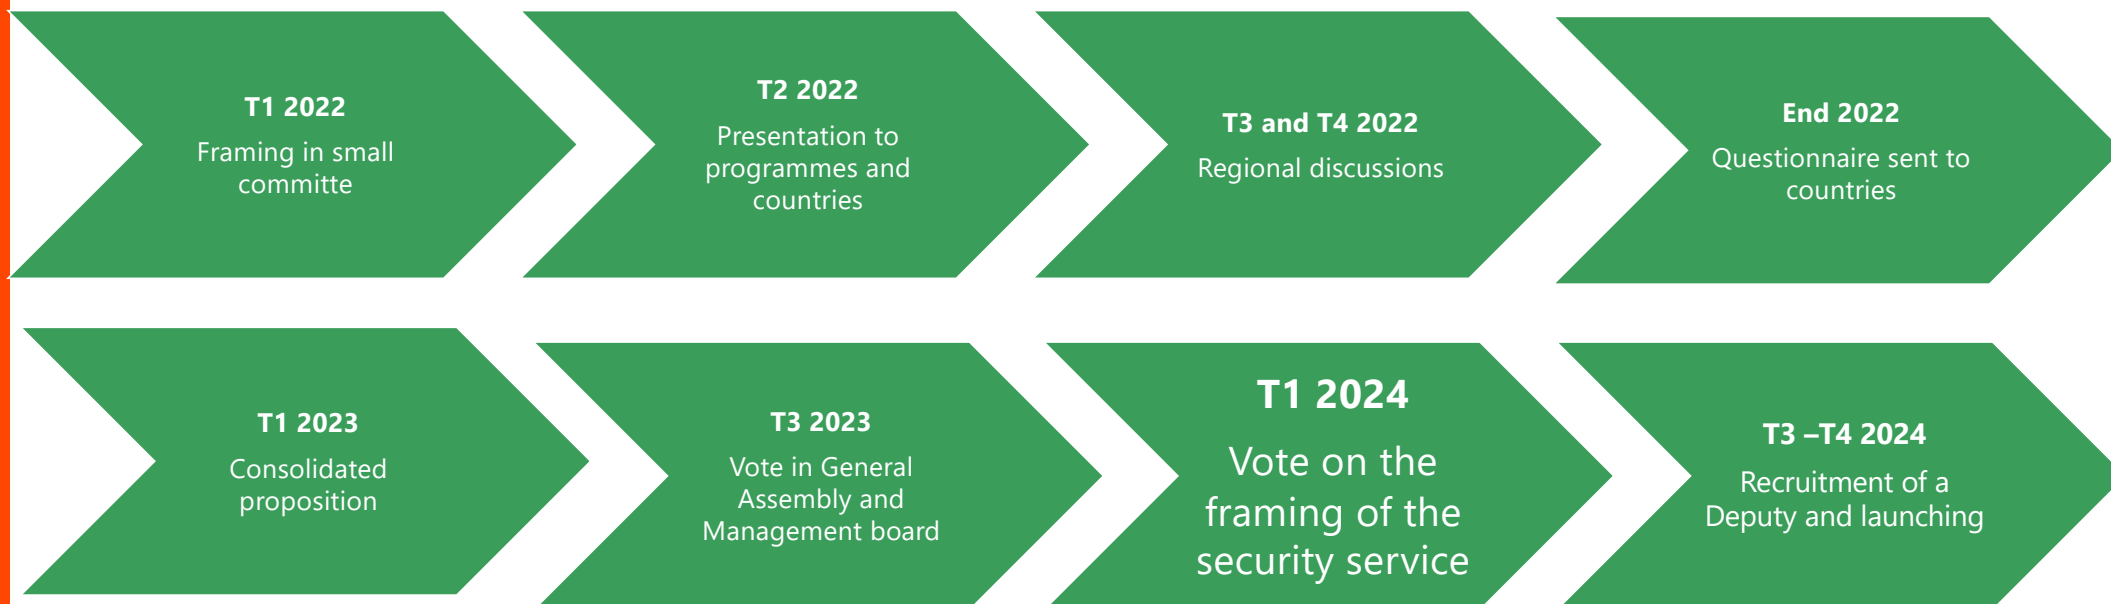 T1 2022
Framing in small
committe
T2 2022
Presentation to
programmes and
countries
T3 and T4 2022
Regional discussions
End 2022
Questionnaire sent to
countries
T1 2023
Consolidated
proposition
T3 2023
Vote in General
Assembly and
Management board
T1 2024
Vote on the
framing of the
security service
T3 –T4 2024
Recruitment of a
Deputy and launching